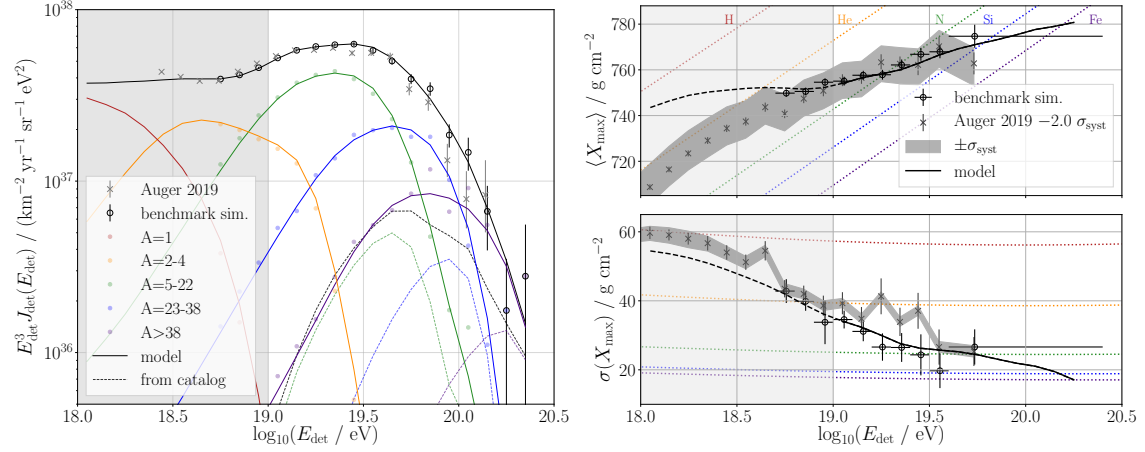 10^38
10^37
10^36
E^3_det J_det(E_det) / (km^−2 yr^−1 sr^−1 eV^2)
Auger 2019
benchmark sim.
A=1
A=2-4
A=5-22
A=23-38
A>38
model
from catalog
18.0 18.5 19.0 19.5 20.0 20.5
log_10(E_det / eV)
H He N Si Fe
780
760
740
720
⟨X_max⟩ / g cm^−2
benchmark sim.
Auger 2019 −2.0 σ_syst
±σ_syst
model
60
40
20
σ(X_max) / g cm^−2
18.0 18.5 19.0 19.5 20.0 20.5
log_10(E_det / eV)